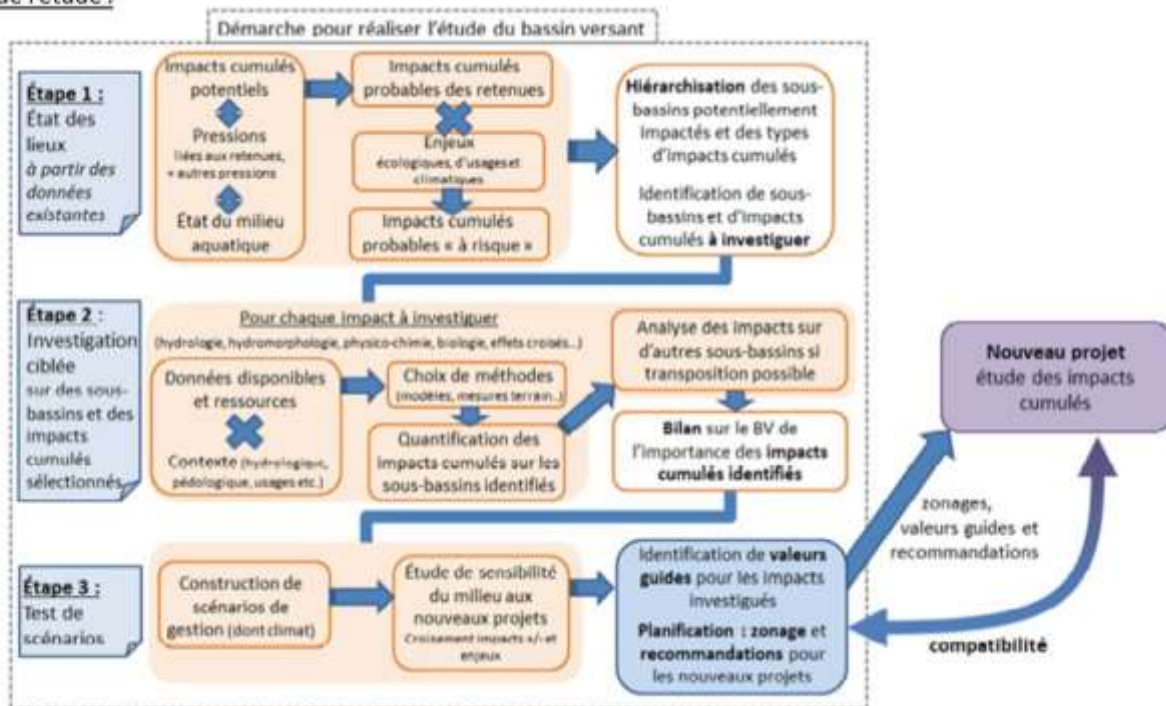 de l'étude :
Démarche pour réaliser l'étude du bassin versant
Étape 1 :
État des
lieux
à partir des
données
existantes
Impacts cumulés
potentiels
Pressions
liées aux retenues,
+ autres pressions
État du milieu
aquatique
Impacts cumulés
probables des retenues
Enjeux
écologiques, d'usages et
climatiques
Impacts cumulés
probables « à risque »
Hiérarchisation des sous-
bassins potentiellement
impactés et des types
d'impacts cumulés
Identification de sous-
bassins et d'impacts
cumulés à investiguer
Étape 2 :
Investigation
ciblée
sur des sous-
bassins et des
impacts
cumulés
sélectionnés
Pour chaque impact à investiguer
(hydrologie, hydromorphologie, physico-chimie, biologie, effets croisés...)
Données disponibles
et ressources
Contexte (hydrologique,
pédologique, usages etc.)
Choix de méthodes
(modèles, mesures terrain..)
Quantification des
impacts cumulés sur les
sous-bassins identifiés
Analyse des impacts sur
d'autres sous-bassins si
transposition possible
Bilan sur le BV de
l'importance des impacts
cumulés identifiés
Étape 3 :
Test de
scénarios
Construction de
scénarios de
gestion (dont climat)
Étude de sensibilité
du milieu aux
nouveaux projets
Croisement impacts +/- et
enjeux
Identification de valeurs
guides pour les impacts
investigués
Planification : zonage et
recommandations pour
les nouveaux projets
Nouveau projet
étude des impacts
cumulés
zonages,
valeurs guides et
recommandations
compatibilité